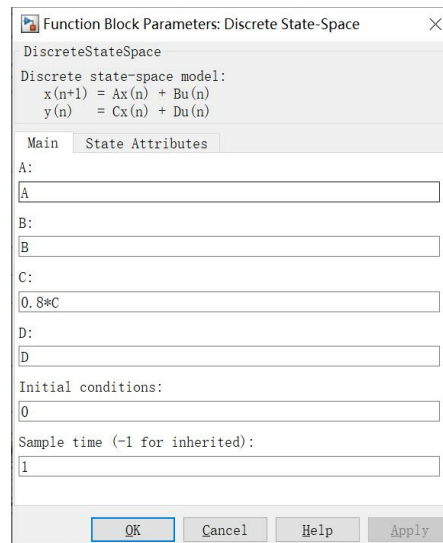 Function Block Parameters: Discrete State-Space
DiscreteStateSpace
Discrete state-space model:
x(n+1) = Ax(n) + Bu(n)
y(n) = Cx(n) + Du(n)
Main State Attributes
A:
A
B:
B
C:
0.8*C
D:
D
Initial conditions:
0
Sample time (-1 for inherited):
1
OK Cancel Help Apply